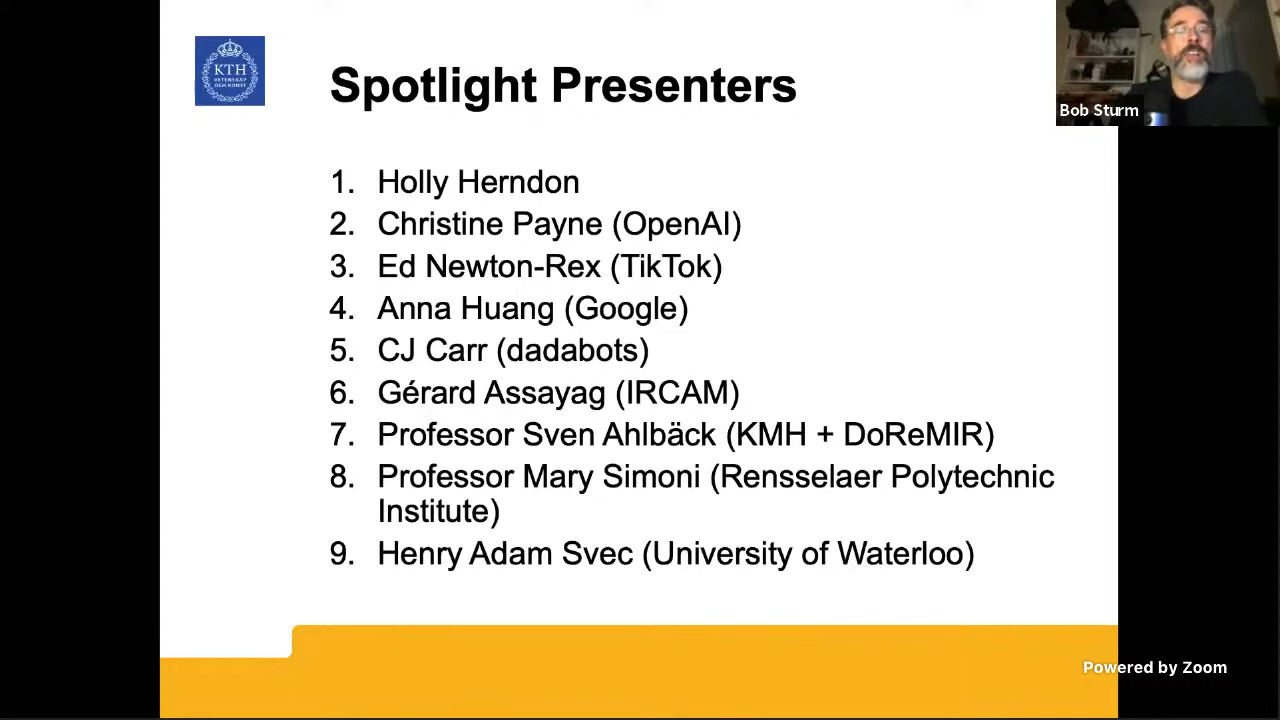 KTH
VETENSKAP
OCH KONST
Spotlight Presenters
Bob Sturm
1. Holly Herndon
2. Christine Payne (OpenAI)
3. Ed Newton-Rex (TikTok)
4. Anna Huang (Google)
5. CJ Carr (dadabots)
6. Gérard Assayag (IRCAM)
7. Professor Sven Ahlbäck (KMH + DoReMIR)
8. Professor Mary Simoni (Rensselaer Polytechnic
Institute)
9. Henry Adam Svec (University of Waterloo)
Powered by Zoom